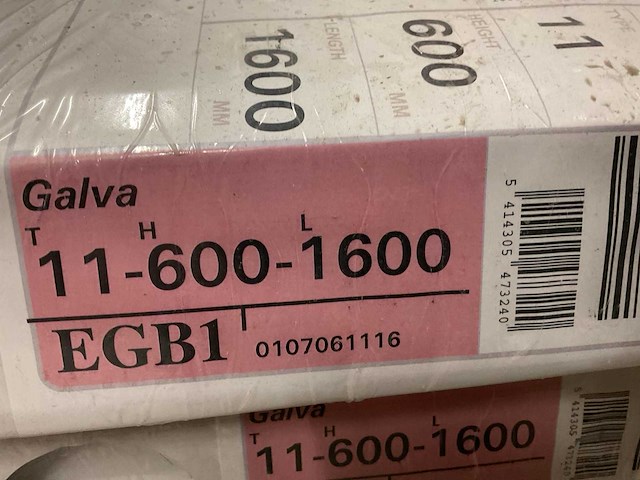 TYPE
11
HEIGHT
600
MM
LENGTH
1600
MM
Galva
T H L
11-600-1600
EGB1 0107061116
5 414305 473240
Galva
T H L
11-600-1600